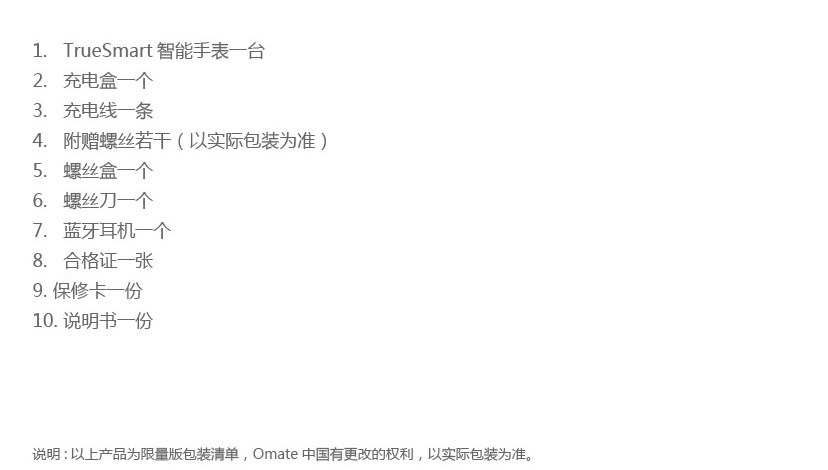 1. TrueSmart 智能手表一台
2. 充电盒一个
3. 充电线一条
4. 附赠螺丝若干（以实际包装为准）
5. 螺丝盒一个
6. 螺丝刀一个
7. 蓝牙耳机一个
8. 合格证一张
9. 保修卡一份
10. 说明书一份
说明：以上产品为限量版包装清单，Omate 中国有更改的权利，以实际包装为准。